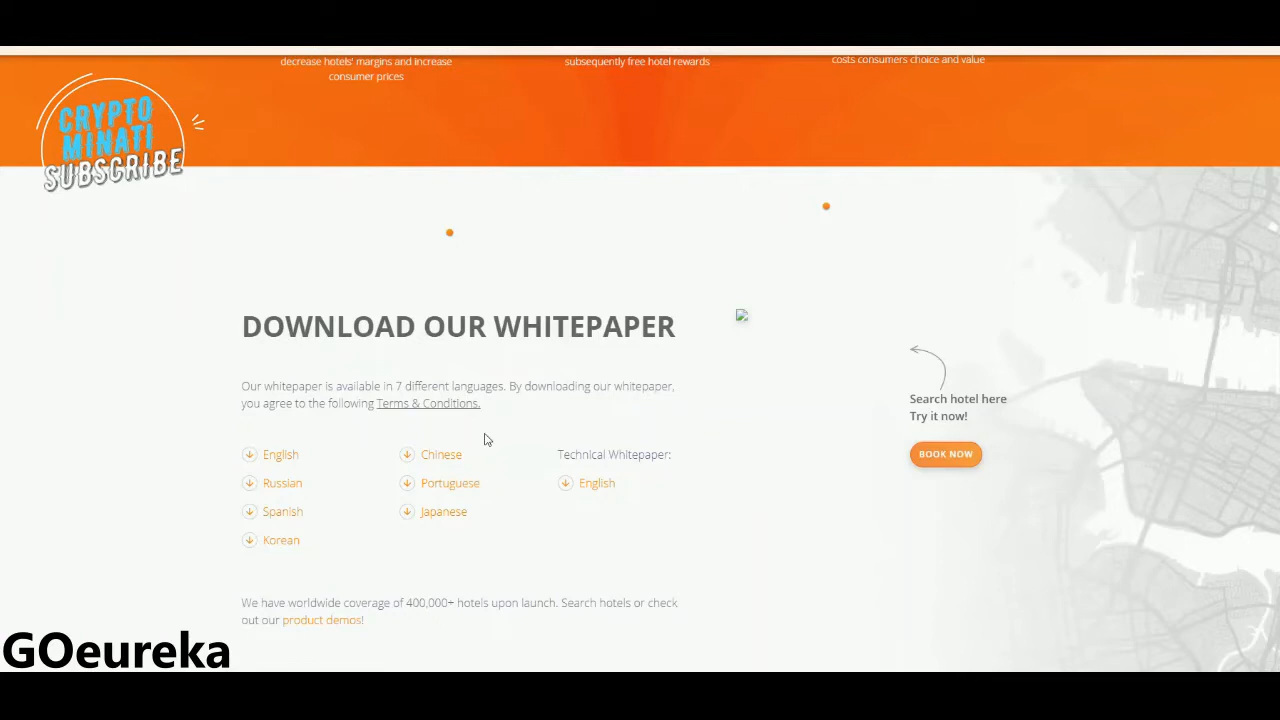 decrease hotels' margins and increase
consumer prices
subsequently free hotel rewards
costs consumers choice and value
CRYPTO
MINATI
SUBSCRIBE
DOWNLOAD OUR WHITEPAPER
Our whitepaper is available in 7 different languages. By downloading our whitepaper,
you agree to the following Terms & Conditions.
English
Chinese
Technical Whitepaper:
Russian
Portuguese
English
Spanish
Japanese
Korean
We have worldwide coverage of 400,000+ hotels upon launch. Search hotels or check
out our product demos!
Search hotel here
Try it now!
BOOK NOW
GOeureka